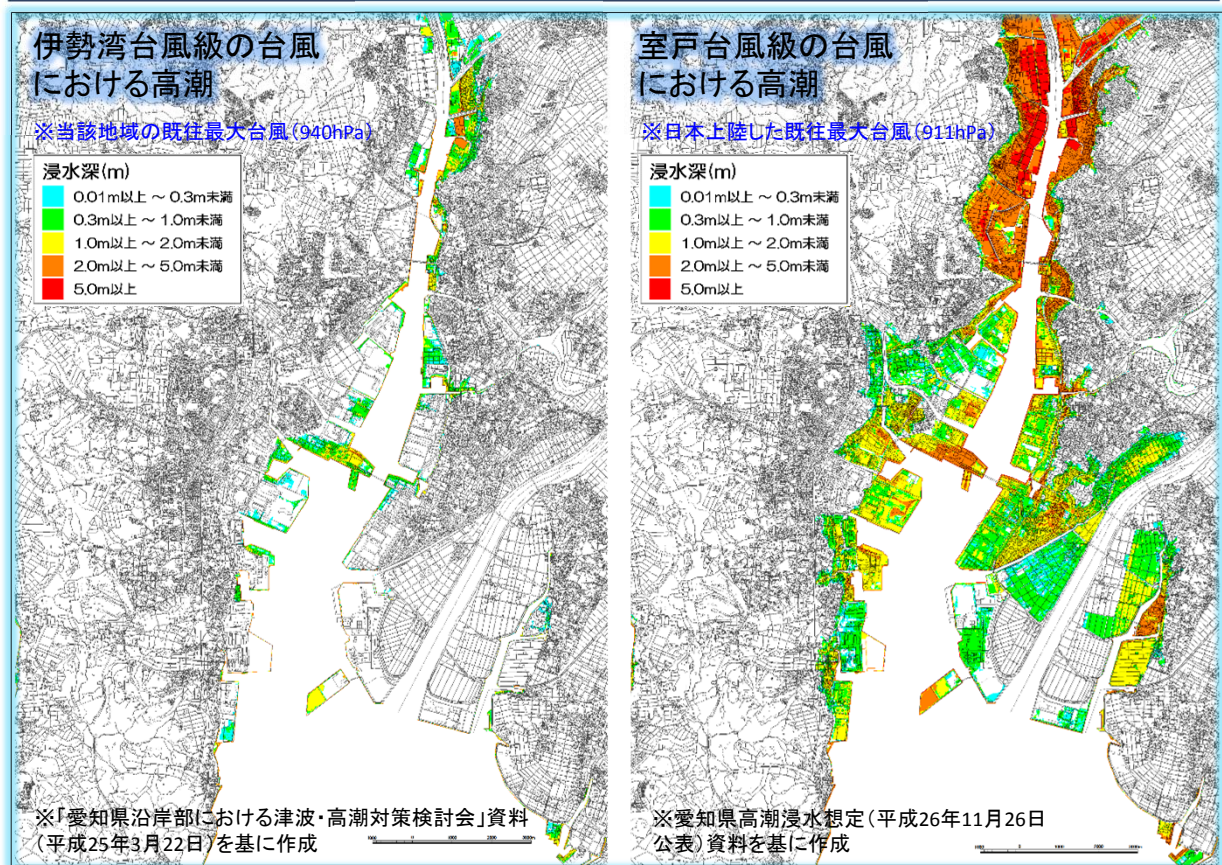 伊勢湾台風級の台風
における高潮
※当該地域の既往最大台風(940hPa)
浸水深(m)
0.01m以上 ～ 0.3m未満
0.3m以上 ～ 1.0m未満
1.0m以上 ～ 2.0m未満
2.0m以上 ～ 5.0m未満
5.0m以上
※「愛知県沿岸部における津波・高潮対策検討会」資料
(平成25年3月22日)を基に作成
室戸台風級の台風
における高潮
※日本上陸した既往最大台風(911hPa)
浸水深(m)
0.01m以上 ～ 0.3m未満
0.3m以上 ～ 1.0m未満
1.0m以上 ～ 2.0m未満
2.0m以上 ～ 5.0m未満
5.0m以上
※愛知県高潮浸水想定(平成26年11月26日
公表)資料を基に作成